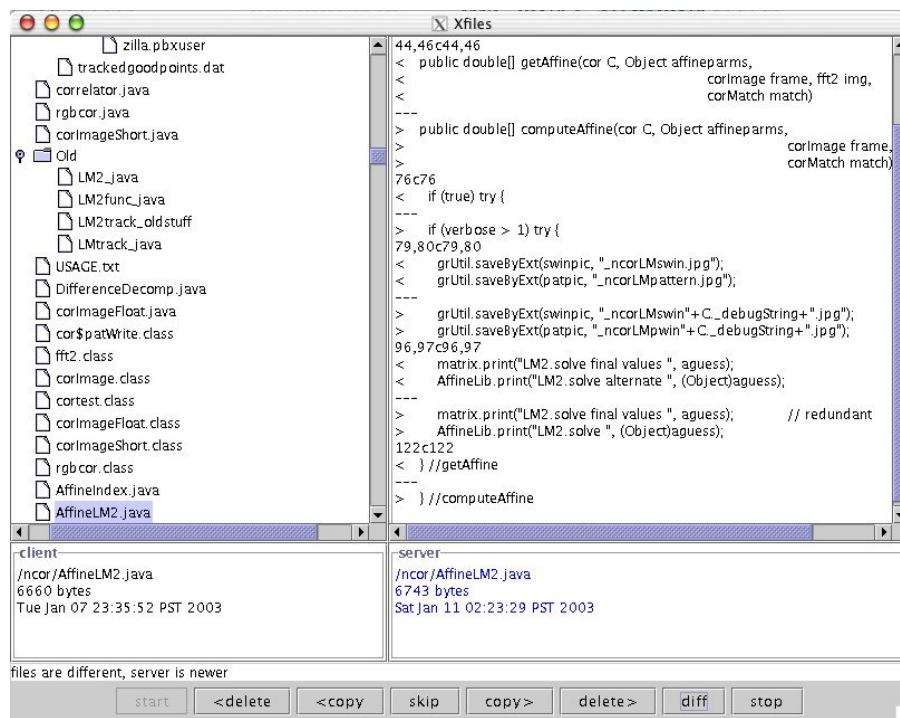 Xfiles
zilla.pbxuser
trackedgoodpoints.dat
correlator.java
rgbcor.java
corImageShort.java
Old
LM2_java
LM2func_java
LM2track_oldstuff
LMtrack_java
USAGE.txt
DifferenceDecomp.java
corImageFloat.java
cor$patWrite.class
fft2.class
corImage.class
cortest.class
corImageFloat.class
corImageShort.class
rgbcor.class
AffineIndex.java
AffineLM2.java
44,46c44,46
< public double[] getAffine(cor C, Object affineparms,
< corImage frame, fft2 img,
< corMatch match)
---
> public double[] computeAffine(cor C, Object affineparms,
> corImage frame,
> corMatch match)
76c76
< if (true) try {
---
> if (verbose > 1) try {
79,80c79,80
< grUtil.saveByExt(swinpic, "_ncorLMswin.jpg");
< grUtil.saveByExt(patpic, "_ncorLMpattern.jpg");
---
> grUtil.saveByExt(swinpic, "_ncorLMswin"+C._debugString+".jpg");
> grUtil.saveByExt(patpic, "_ncorLMpwin"+C._debugString+".jpg");
96,97c96,97
< matrix.print("LM2.solve final values ", aguess);
< AffineLib.print("LM2.solve alternate ", (Object)aguess);
---
> matrix.print("LM2.solve final values ", aguess); // redundant
> AffineLib.print("LM2.solve ", (Object)aguess);
122c122
< } //getAffine
---
> } //computeAffine
client
/ncor/AffineLM2.java
6660 bytes
Tue Jan 07 23:35:52 PST 2003
server
/ncor/AffineLM2.java
6743 bytes
Sat Jan 11 02:23:29 PST 2003
files are different, server is newer
start <delete <copy skip copy> delete> diff stop